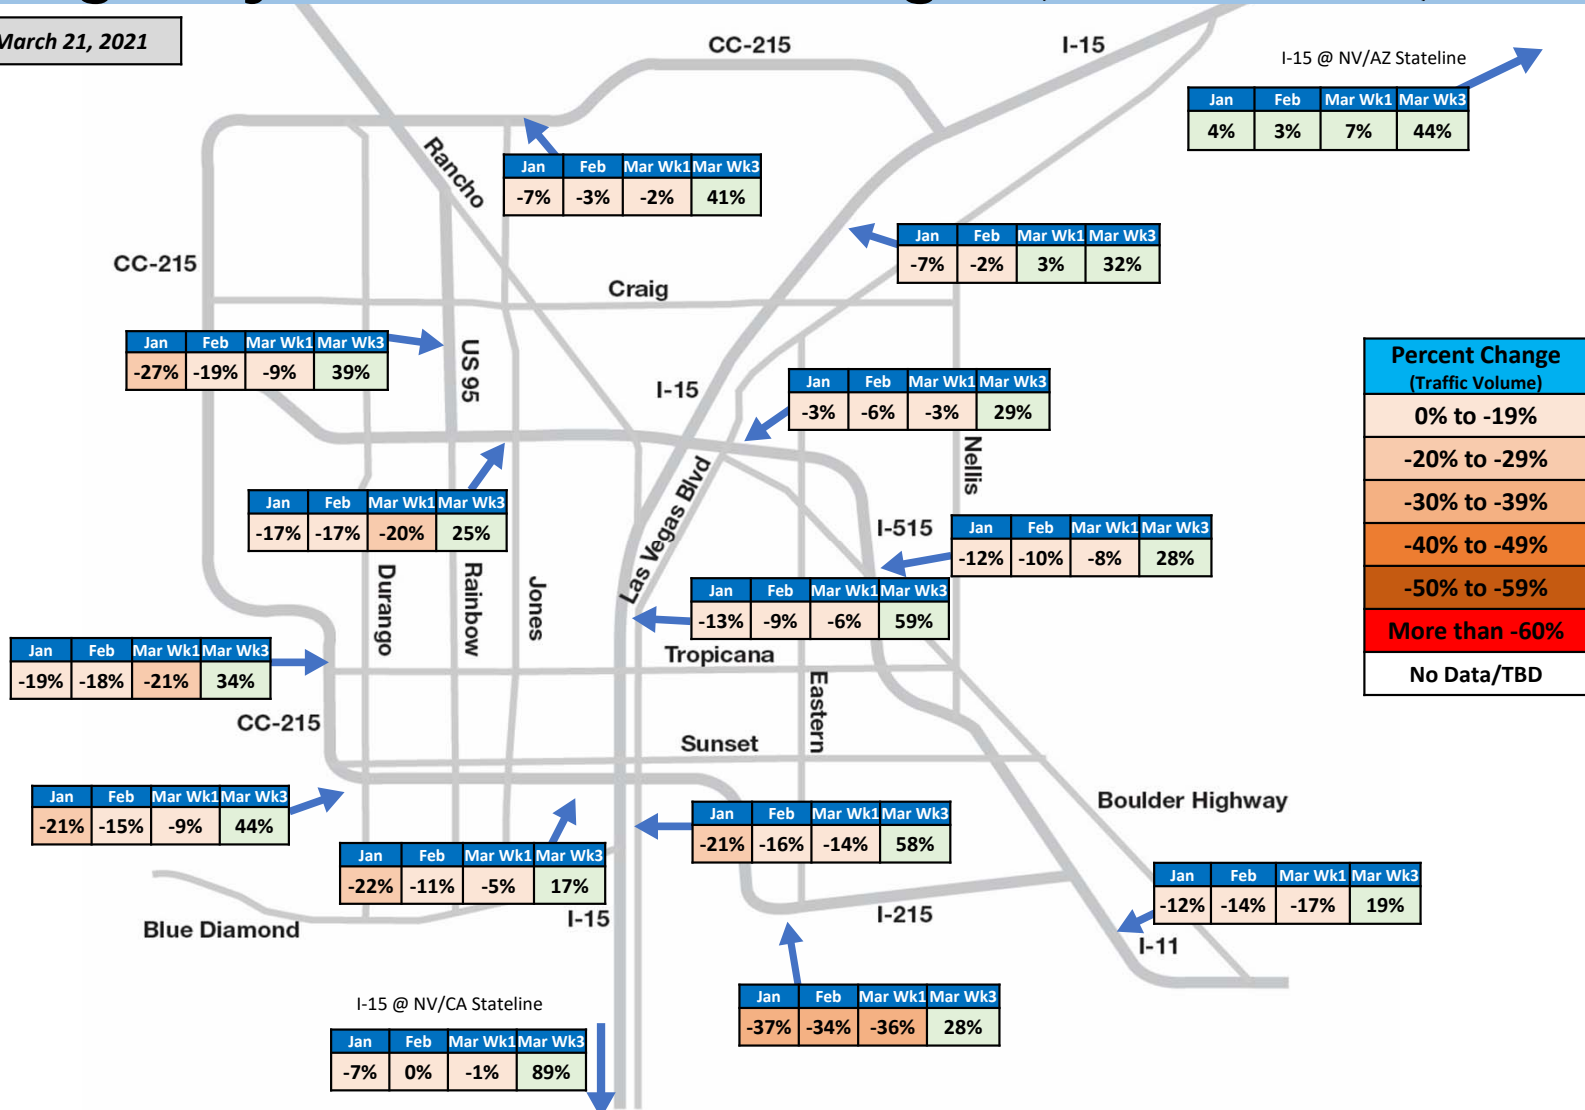 March 21, 2021
CC-215
I-15
I-15 @ NV/AZ Stateline
Jan Feb Mar Wk1 Mar Wk3
4% 3% 7% 44%
Rancho
Jan Feb Mar Wk1 Mar Wk3
-7% -3% -2% 41%
Jan Feb Mar Wk1 Mar Wk3
-7% -2% 3% 32%
CC-215
Craig
Jan Feb Mar Wk1 Mar Wk3
-27% -19% -9% 39%
US 95
I-15
Jan Feb Mar Wk1 Mar Wk3
-3% -6% -3% 29%
Percent Change
(Traffic Volume)
0% to -19%
-20% to -29%
-30% to -39%
-40% to -49%
-50% to -59%
More than -60%
No Data/TBD
Nellis
Las Vegas Blvd
Jan Feb Mar Wk1 Mar Wk3
-17% -17% -20% 25%
I-515
Jan Feb Mar Wk1 Mar Wk3
-12% -10% -8% 28%
Durango
Rainbow
Jones
Jan Feb Mar Wk1 Mar Wk3
-13% -9% -6% 59%
Tropicana
Jan Feb Mar Wk1 Mar Wk3
-19% -18% -21% 34%
Eastern
CC-215
Sunset
Jan Feb Mar Wk1 Mar Wk3
-21% -15% -9% 44%
Jan Feb Mar Wk1 Mar Wk3
-21% -16% -14% 58%
Boulder Highway
Jan Feb Mar Wk1 Mar Wk3
-22% -11% -5% 17%
Jan Feb Mar Wk1 Mar Wk3
-12% -14% -17% 19%
Blue Diamond
I-15
I-215
I-11
Jan Feb Mar Wk1 Mar Wk3
-37% -34% -36% 28%
I-15 @ NV/CA Stateline
Jan Feb Mar Wk1 Mar Wk3
-7% 0% -1% 89%